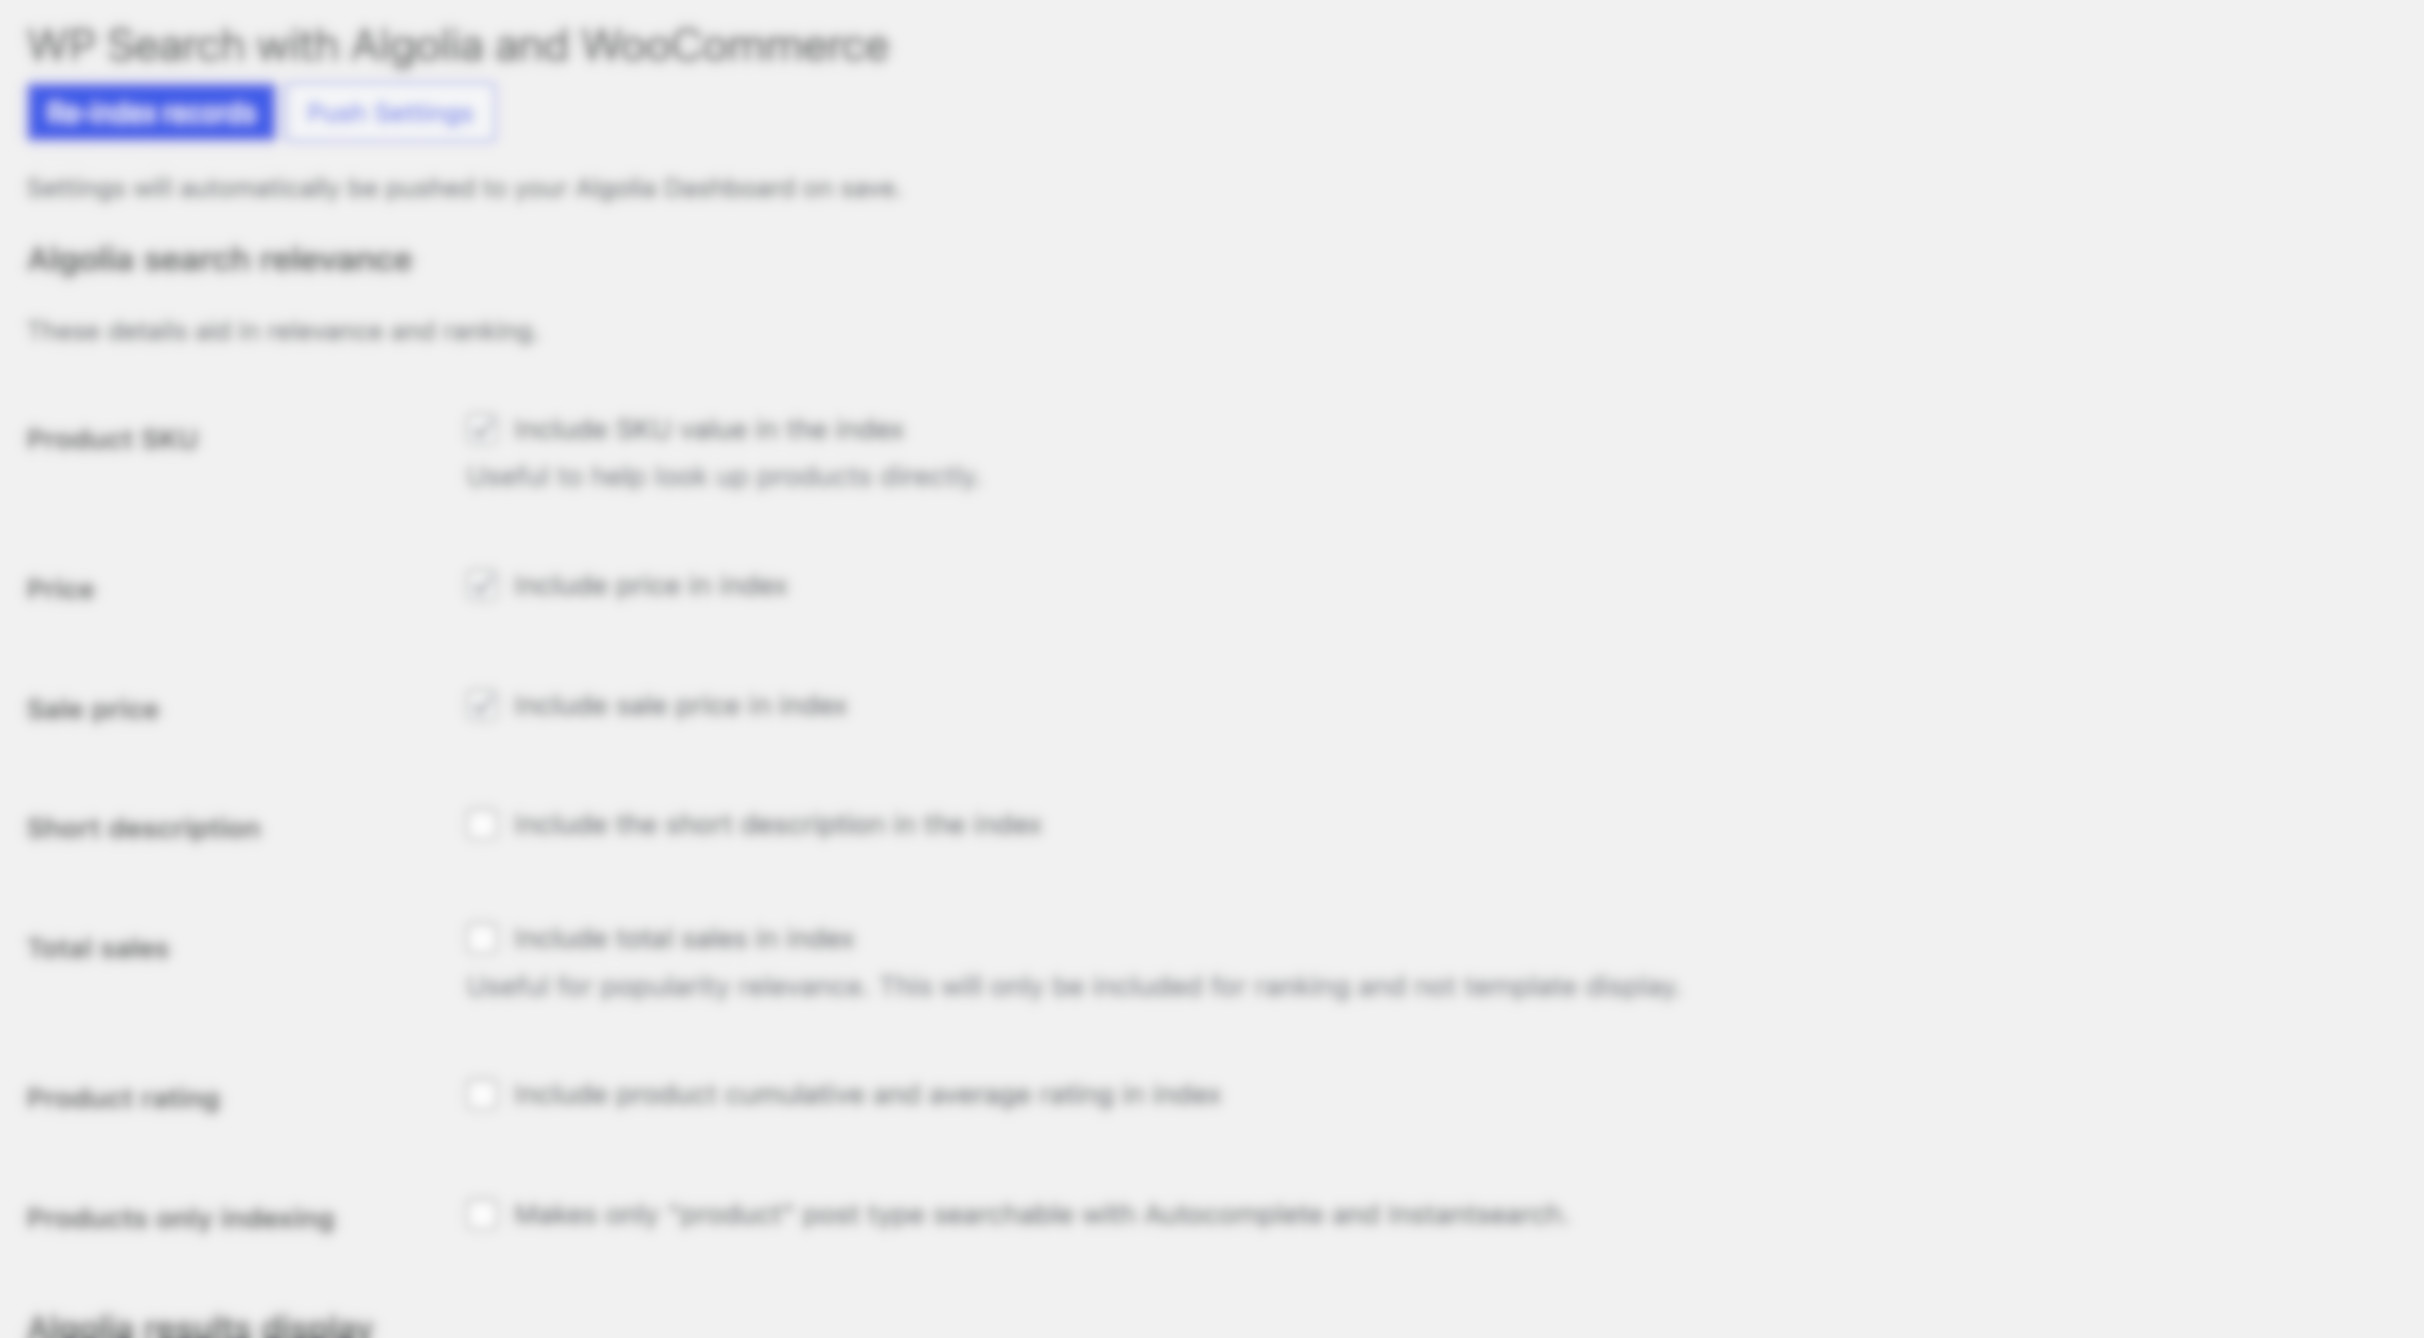 WP Search with Algolia and WooCommerce
Re-index records
Push Settings
Settings will automatically be pushed to your Algolia Dashboard on save.
Algolia search relevance
These details aid in relevance and ranking.
Product SKU
Include SKU value in the index
Useful to help look up products directly.
Price
Include price in index
Sale price
Include sale price in index
Short description
Include the short description in the index
Total sales
Include total sales in index
Useful for popularity relevance. This will only be included for ranking and not template display.
Product rating
Include product cumulative and average rating in index
Products only indexing
Makes only "product" post type searchable with Autocomplete and Instantsearch.
Algolia results display